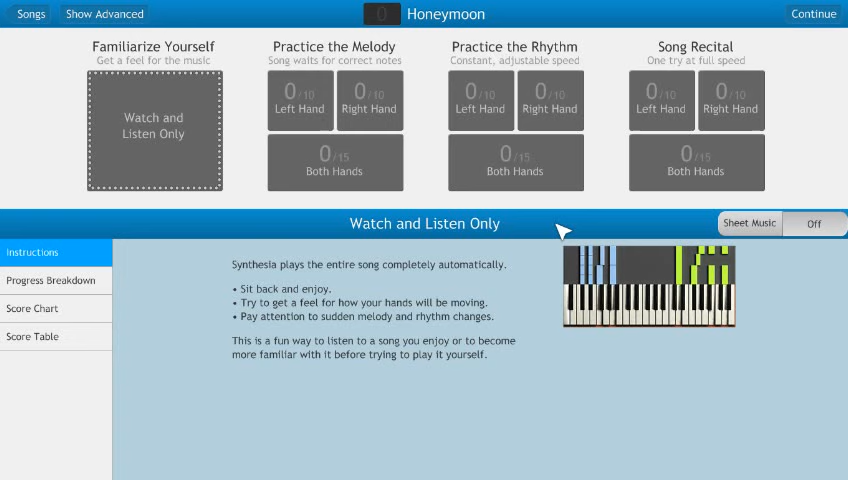 Songs
Show Advanced
0
Honeymoon
Continue
Familiarize Yourself
Get a feel for the music
Watch and
Listen Only
Practice the Melody
Song waits for correct notes
0/10
Left Hand
0/10
Right Hand
0/15
Both Hands
Practice the Rhythm
Constant, adjustable speed
0/10
Left Hand
0/10
Right Hand
0/15
Both Hands
Song Recital
One try at full speed
0/10
Left Hand
0/10
Right Hand
0/15
Both Hands
Watch and Listen Only
Sheet Music
Off
Instructions
Progress Breakdown
Score Chart
Score Table
Synthesia plays the entire song completely automatically.
• Sit back and enjoy.
• Try to get a feel for how your hands will be moving.
• Pay attention to sudden melody and rhythm changes.
This is a fun way to listen to a song you enjoy or to become
more familiar with it before trying to play it yourself.